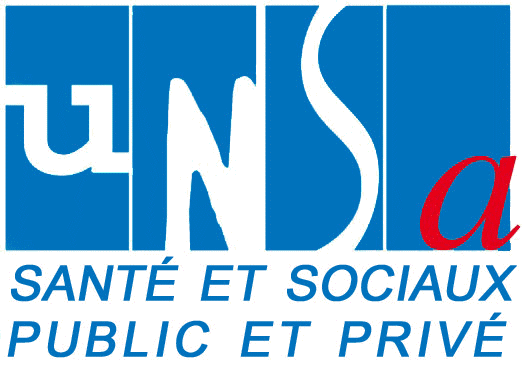 uNSa
SANTÉ ET SOCIAUX
PUBLIC ET PRIVÉ